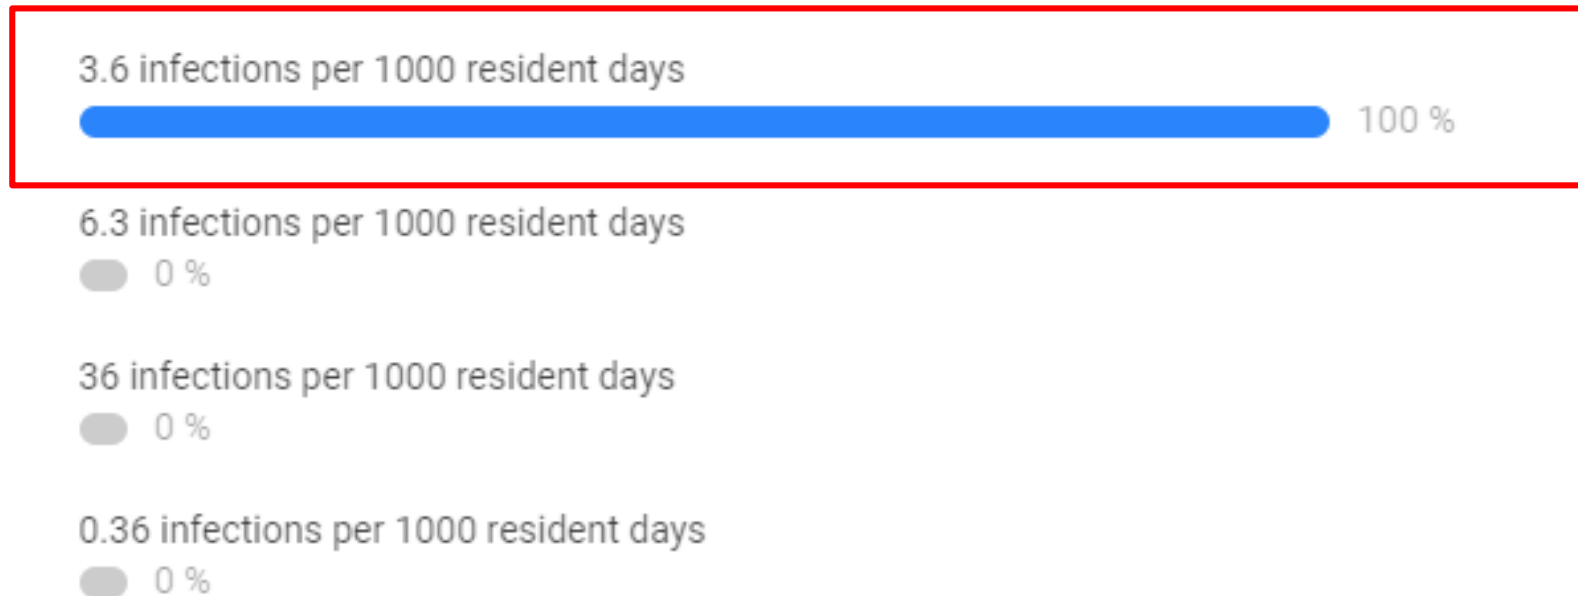 3.6 infections per 1000 resident days
100 %
6.3 infections per 1000 resident days
0 %
36 infections per 1000 resident days
0 %
0.36 infections per 1000 resident days
0 %